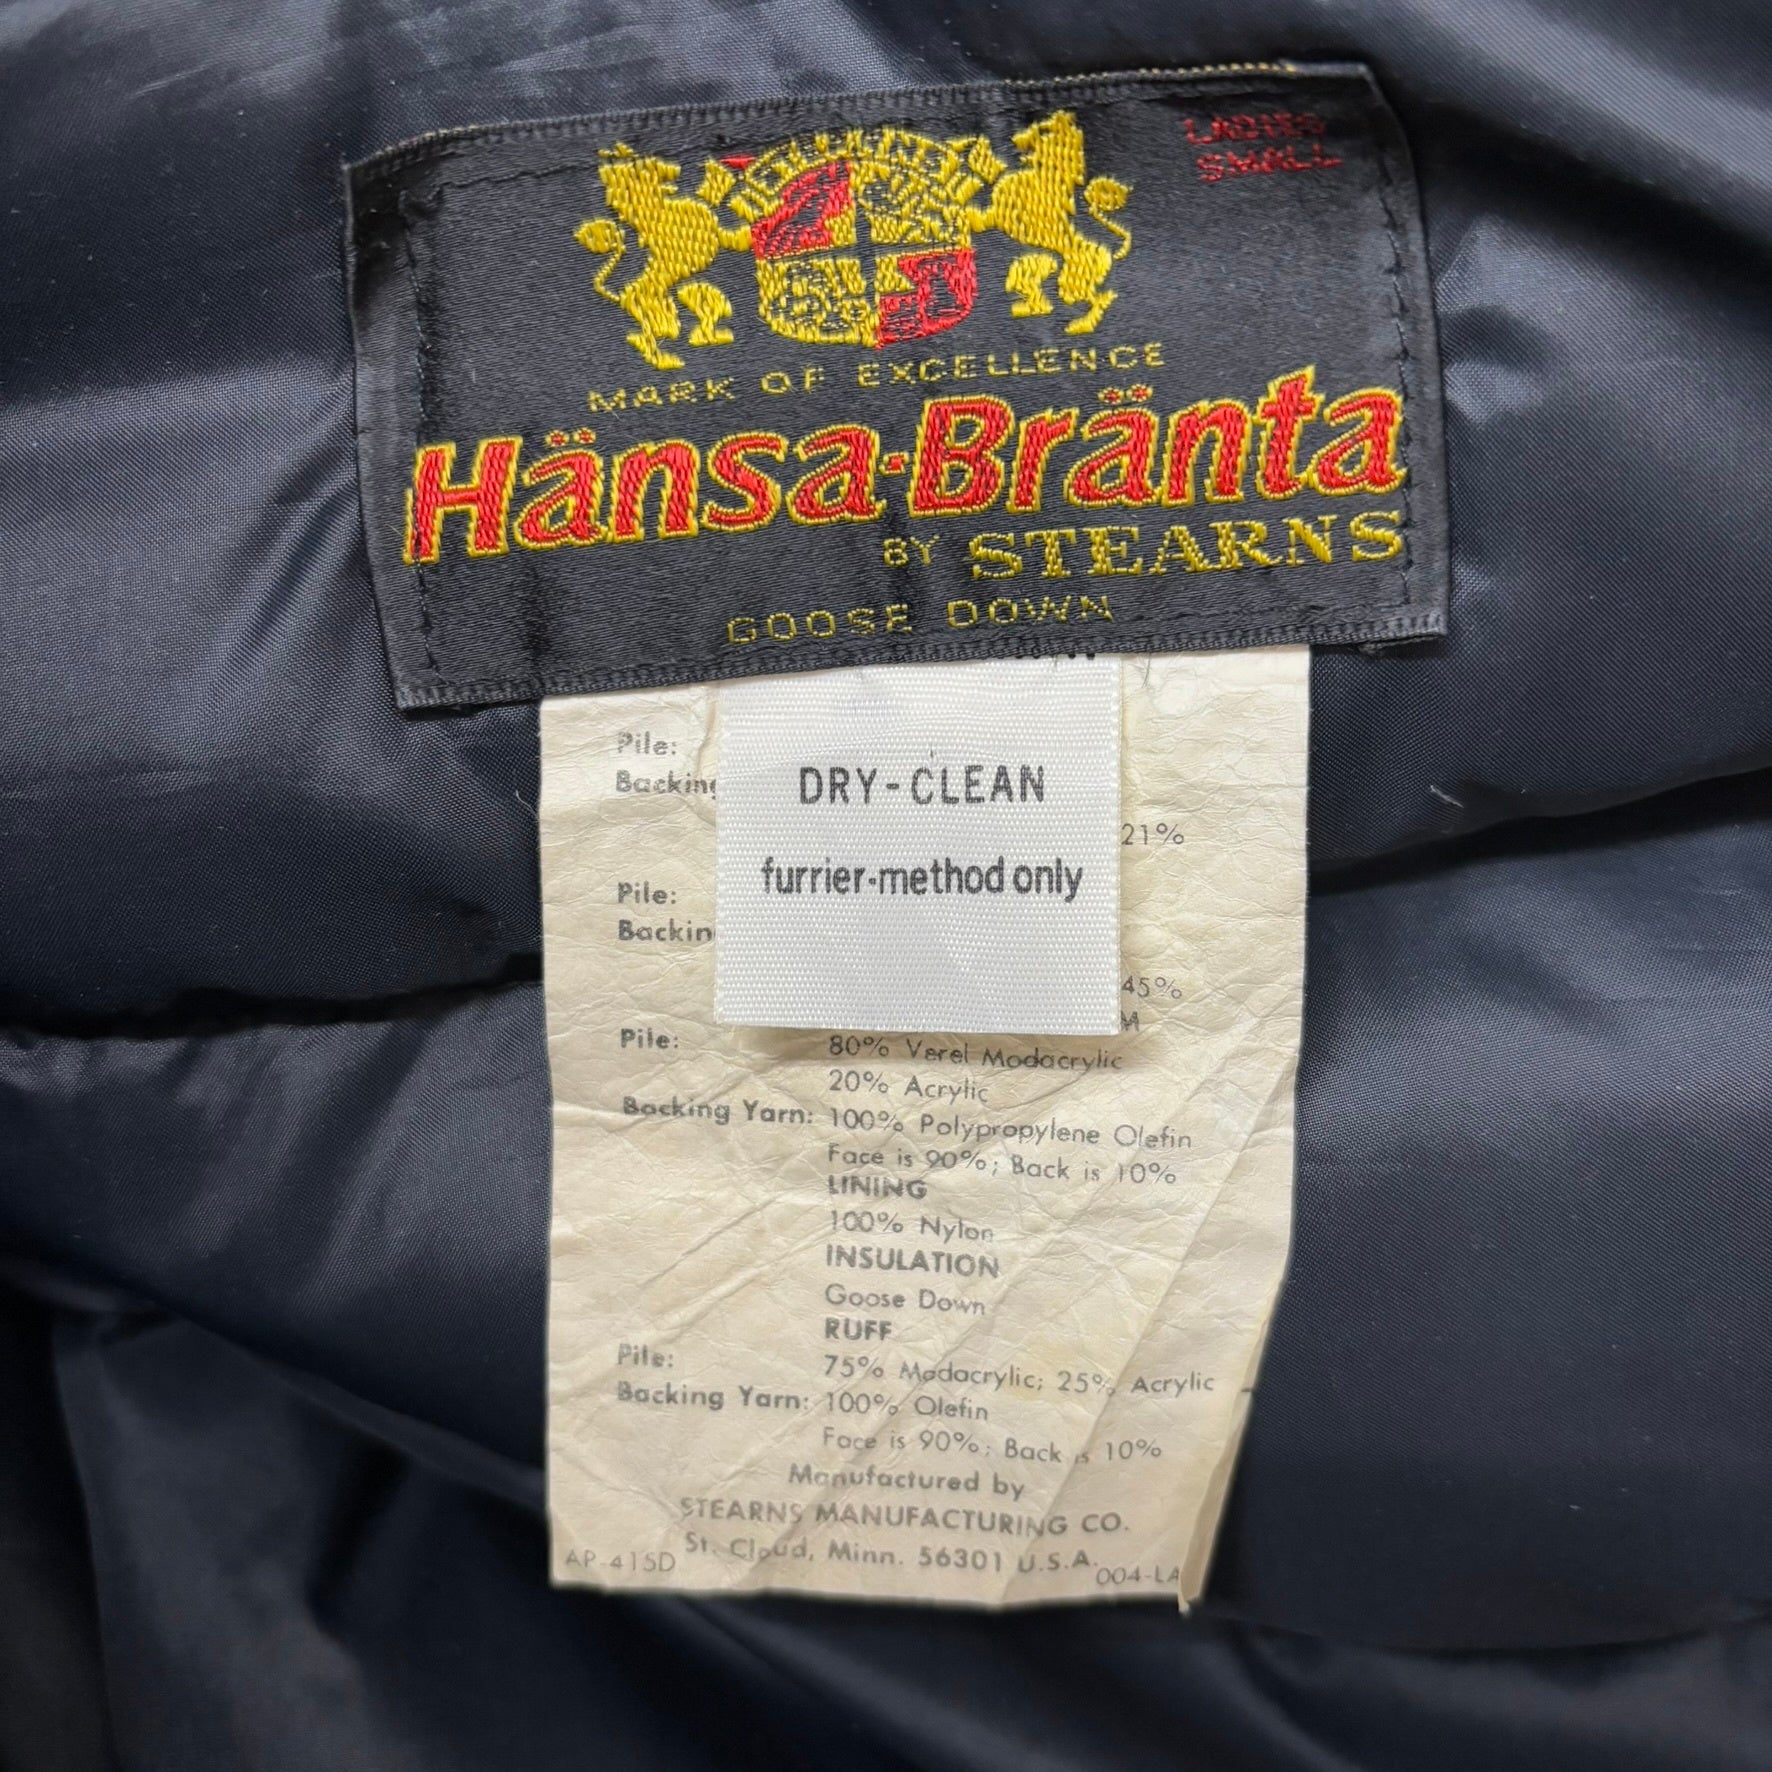 LADIES
SMALL
MARK OF EXCELLENCE
Hänsa·Bränta
BY STEARNS
GOOSE DOWN
Pile:
Backing
DRY-CLEAN
21%
furrier-method only
Pile:
Backin
45%
M
Pile: 80% Verel Modacrylic
20% Acrylic
Backing Yarn: 100% Polypropylene Olefin
Face is 90%; Back is 10%
LINING
100% Nylon
INSULATION
Goose Down
RUFF
Pile: 75% Modacrylic; 25% Acrylic
Backing Yarn: 100% Olefin
Face is 90%; Back is 10%
Manufactured by
STEARNS MANUFACTURING CO.
St. Cloud, Minn. 56301 U.S.A.
AP-415D 004-LA